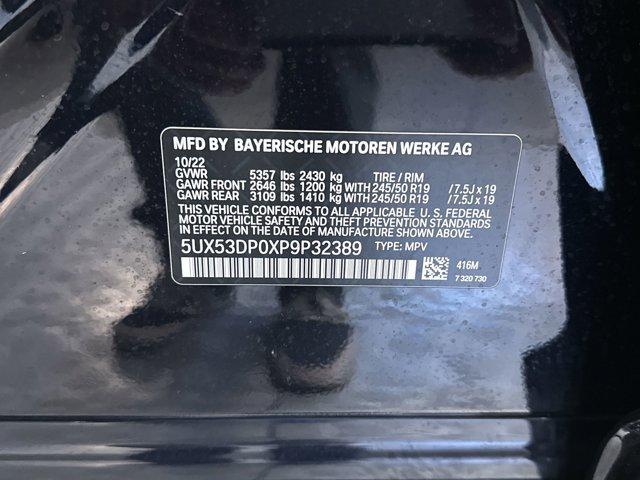 MFD BY BAYERISCHE MOTOREN WERKE AG
10/22
GVWR 5357 lbs 2430 kg TIRE / RIM
GAWR FRONT 2646 lbs 1200 kg WITH 245/50 R19 / 7.5J x 19
GAWR REAR 3109 lbs 1410 kg WITH 245/50 R19 / 7.5J x 19
THIS VEHICLE CONFORMS TO ALL APPLICABLE U. S. FEDERAL
MOTOR VEHICLE SAFETY AND THEFT PREVENTION STANDARDS
IN EFFECT ON THE DATE OF MANUFACTURE SHOWN ABOVE:
5UX53DP0XP9P32389 TYPE: MPV
416M
7 320 730